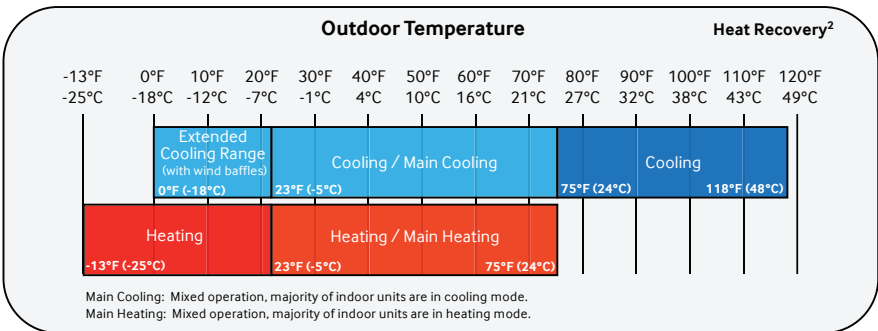 Outdoor Temperature
Heat Recovery²
-13°F 0°F 10°F 20°F 30°F 40°F 50°F 60°F 70°F 80°F 90°F 100°F 110°F 120°F
-25°C -18°C -12°C -7°C -1°C 4°C 10°C 16°C 21°C 27°C 32°C 38°C 43°C 49°C
Extended
Cooling Range
(with wind baffles)
0°F (-18°C)
Cooling / Main Cooling
23°F (-5°C)
Cooling
75°F (24°C) 118°F (48°C)
Heating
-13°F (-25°C)
Heating / Main Heating
23°F (-5°C) 75°F (24°C)
Main Cooling: Mixed operation, majority of indoor units are in cooling mode.
Main Heating: Mixed operation, majority of indoor units are in heating mode.